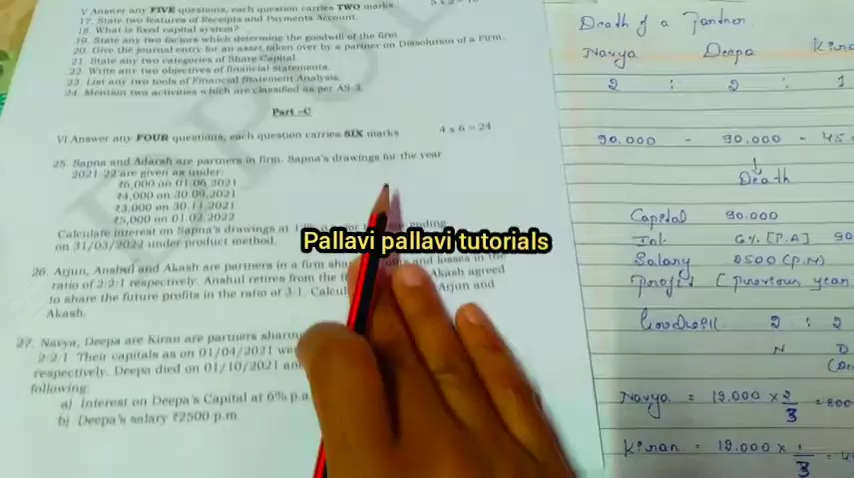 V Answer any FIVE questions, each question carries TWO marks.
17. State two features of Receipts and Payments Account.
18. What is fixed capital system?
19. State any two factors which determine the goodwill of the firm.
20. Give the journal entry for an asset taken over by a partner on Dissolution of a Firm.
21. State any two categories of Share Capital.
22. Write any two objectives of financial statements.
23. List any two tools of Financial Statement Analysis.
24. Mention two activities which are classified as per AS-3.
Part -C
VI Answer any FOUR questions, each question carries SIX marks 4 x 6 = 24
25. Sapna and Adarsh are partners in firm. Sapna's drawings for the year
2021-22 are given as under:
₹6,000 on 01.06.2021
₹4,000 on 30.09.2021
₹3,000 on 30.11.2021
₹5,000 on 01.02.2022
Calculate interest on Sapna's drawings at ending
on 31/03/2022 under product method.
Pallavi pallavi tutorials
26. Arjun, Anshul and Akash are partners in a firm and losses in the
ratio of 2:2:1 respectively. Anshul retires from the Akash agreed
to share the future profits in the ratio of 3:1. Arjun and
Akash.
27. Navya, Deepa are Kiran are partners
2:2:1 Their capitals as on 01/04/2021
respectively. Deepa died on 01/10/2021
following:
a) Interest on Deepa's Capital at 6% p.a
b) Deepa's salary ₹2500 p.m.
Death of a Partner
Navya Deepa
2 : 2 :
90.000 - 90.000 -
Death
Capital 90.000
Int. 6% [P.A]
Salary 2500 (P.M)
Profit ( Previous year
Goodwill 2 : 2
N D
Navya = 12.000 × 2/3 =
Kiran = 12.000 × 1/3 =